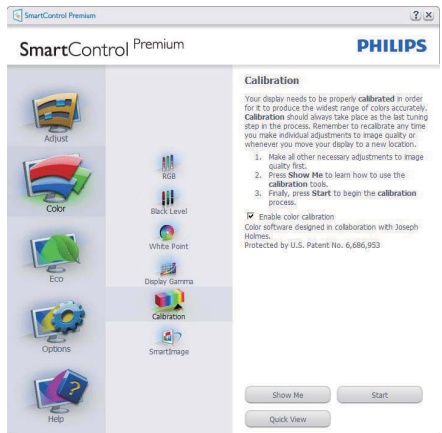 SmartControl Premium
SmartControl Premium
PHILIPS
Adjust
Color
Eco
Options
Help
RGB
Black Level
White Point
Display Gamma
Calibration
SmartImage
Calibration
Your display needs to be properly calibrated in order
for it to produce the widest range of colors accurately.
Calibration should always take place as the last tuning
step in the process. Remember to recalibrate any time
you make individual adjustments to image quality or
whenever you move your display to a new location.
1. Make all other necessary adjustments to image
quality first.
2. Press Show Me to learn how to use the
calibration tools.
3. Finally, press Start to begin the calibration
process.
Enable color calibration
Color software designed in collaboration with Joseph
Holmes.
Protected by U.S. Patent No. 6,686,953
Show Me
Start
Quick View